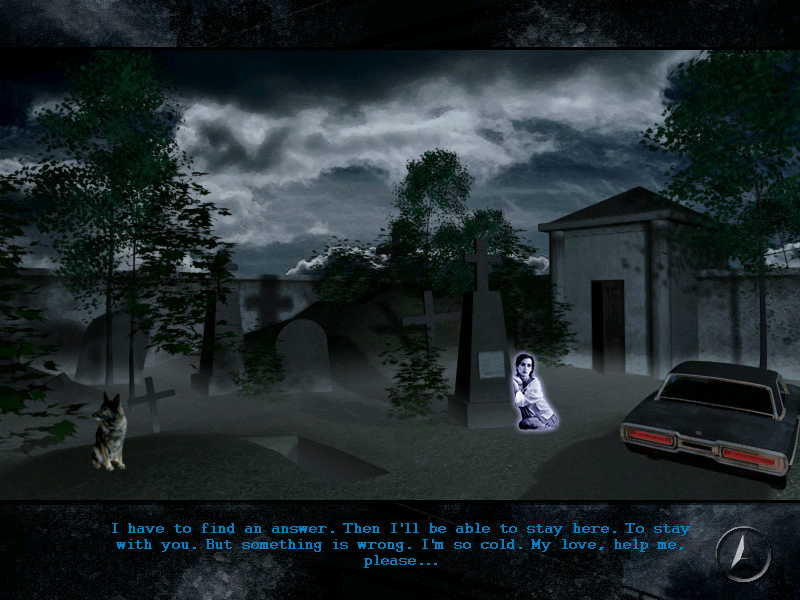 I have to find an answer. Then I'll be able to stay here. To stay
with you. But something is wrong. I'm so cold. My love, help me,
please...